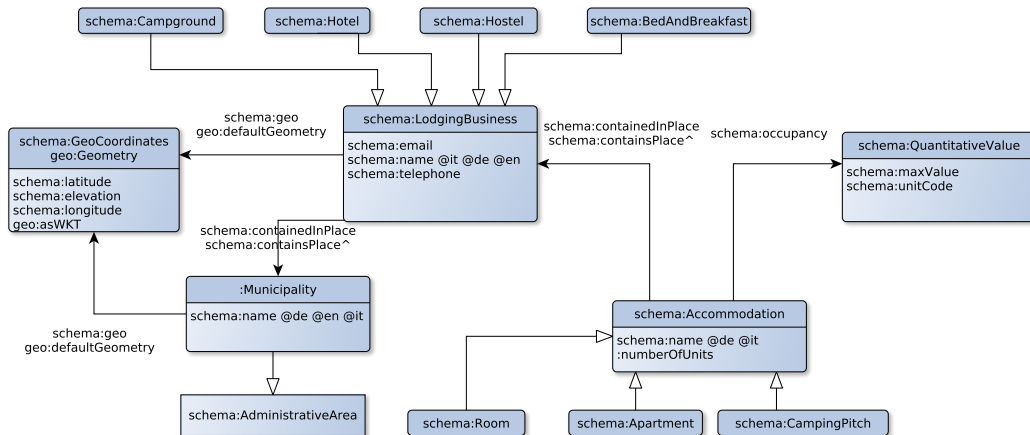 schema:Campground
schema:Hotel
schema:Hostel
schema:BedAndBreakfast
schema:LodgingBusiness
schema:email
schema:name @it @de @en
schema:telephone
schema:geo
geo:defaultGeometry
schema:GeoCoordinates
geo:Geometry
schema:latitude
schema:elevation
schema:longitude
geo:asWKT
schema:containedInPlace
schema:containsPlace^
schema:occupancy
schema:QuantitativeValue
schema:maxValue
schema:unitCode
schema:containedInPlace
schema:containsPlace^
:Municipality
schema:name @de @en @it
schema:geo
geo:defaultGeometry
schema:Accommodation
schema:name @de @it
:numberOfUnits
schema:AdministrativeArea
schema:Room
schema:Apartment
schema:CampingPitch